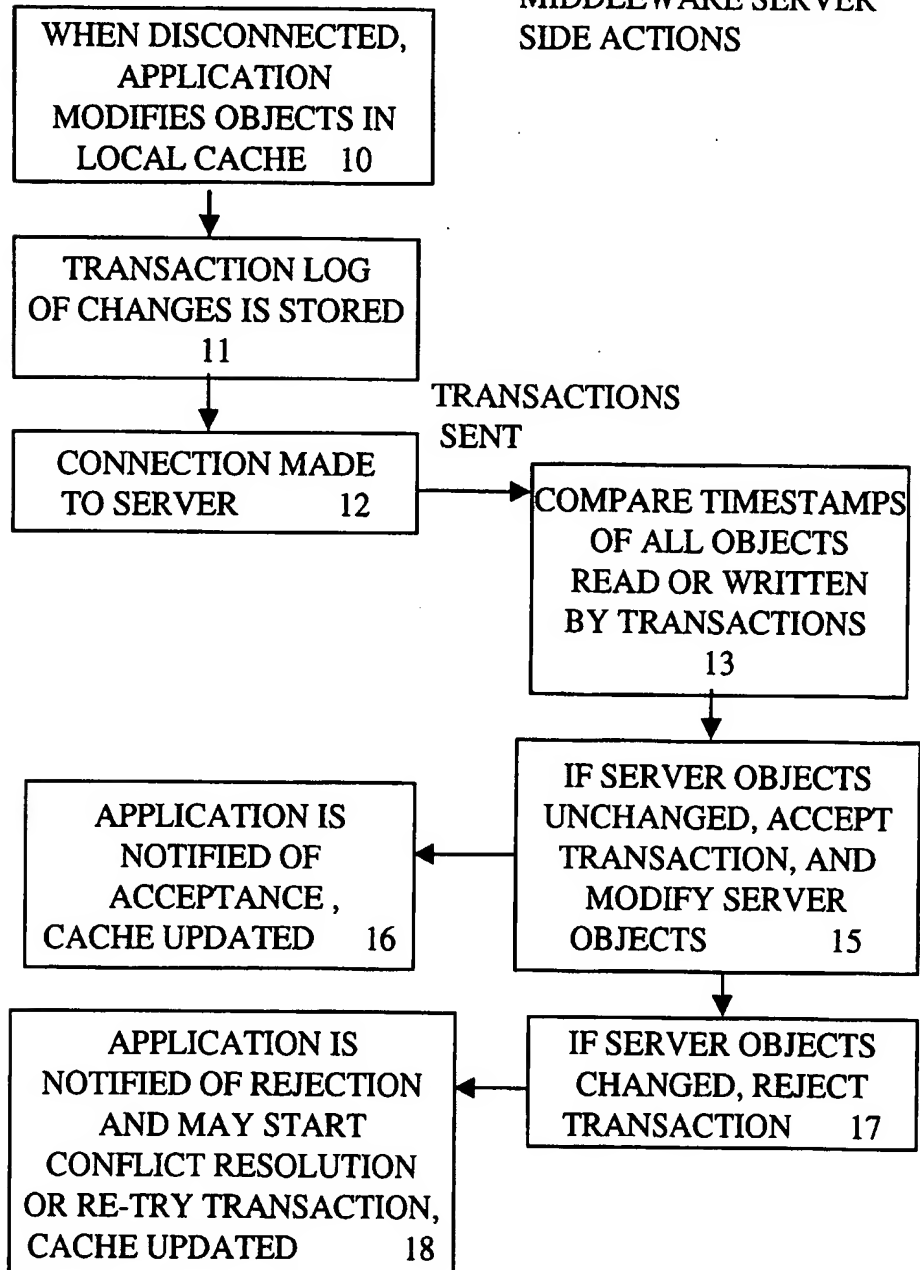 MIDDLEWARE SERVER
SIDE ACTIONS
WHEN DISCONNECTED,
APPLICATION
MODIFIES OBJECTS IN
LOCAL CACHE 10
TRANSACTION LOG
OF CHANGES IS STORED
11
CONNECTION MADE
TO SERVER 12
TRANSACTIONS
SENT
COMPARE TIMESTAMPS
OF ALL OBJECTS
READ OR WRITTEN
BY TRANSACTIONS
13
IF SERVER OBJECTS
UNCHANGED, ACCEPT
TRANSACTION, AND
MODIFY SERVER
OBJECTS 15
APPLICATION IS
NOTIFIED OF
ACCEPTANCE ,
CACHE UPDATED 16
IF SERVER OBJECTS
CHANGED, REJECT
TRANSACTION 17
APPLICATION IS
NOTIFIED OF REJECTION
AND MAY START
CONFLICT RESOLUTION
OR RE-TRY TRANSACTION,
CACHE UPDATED 18